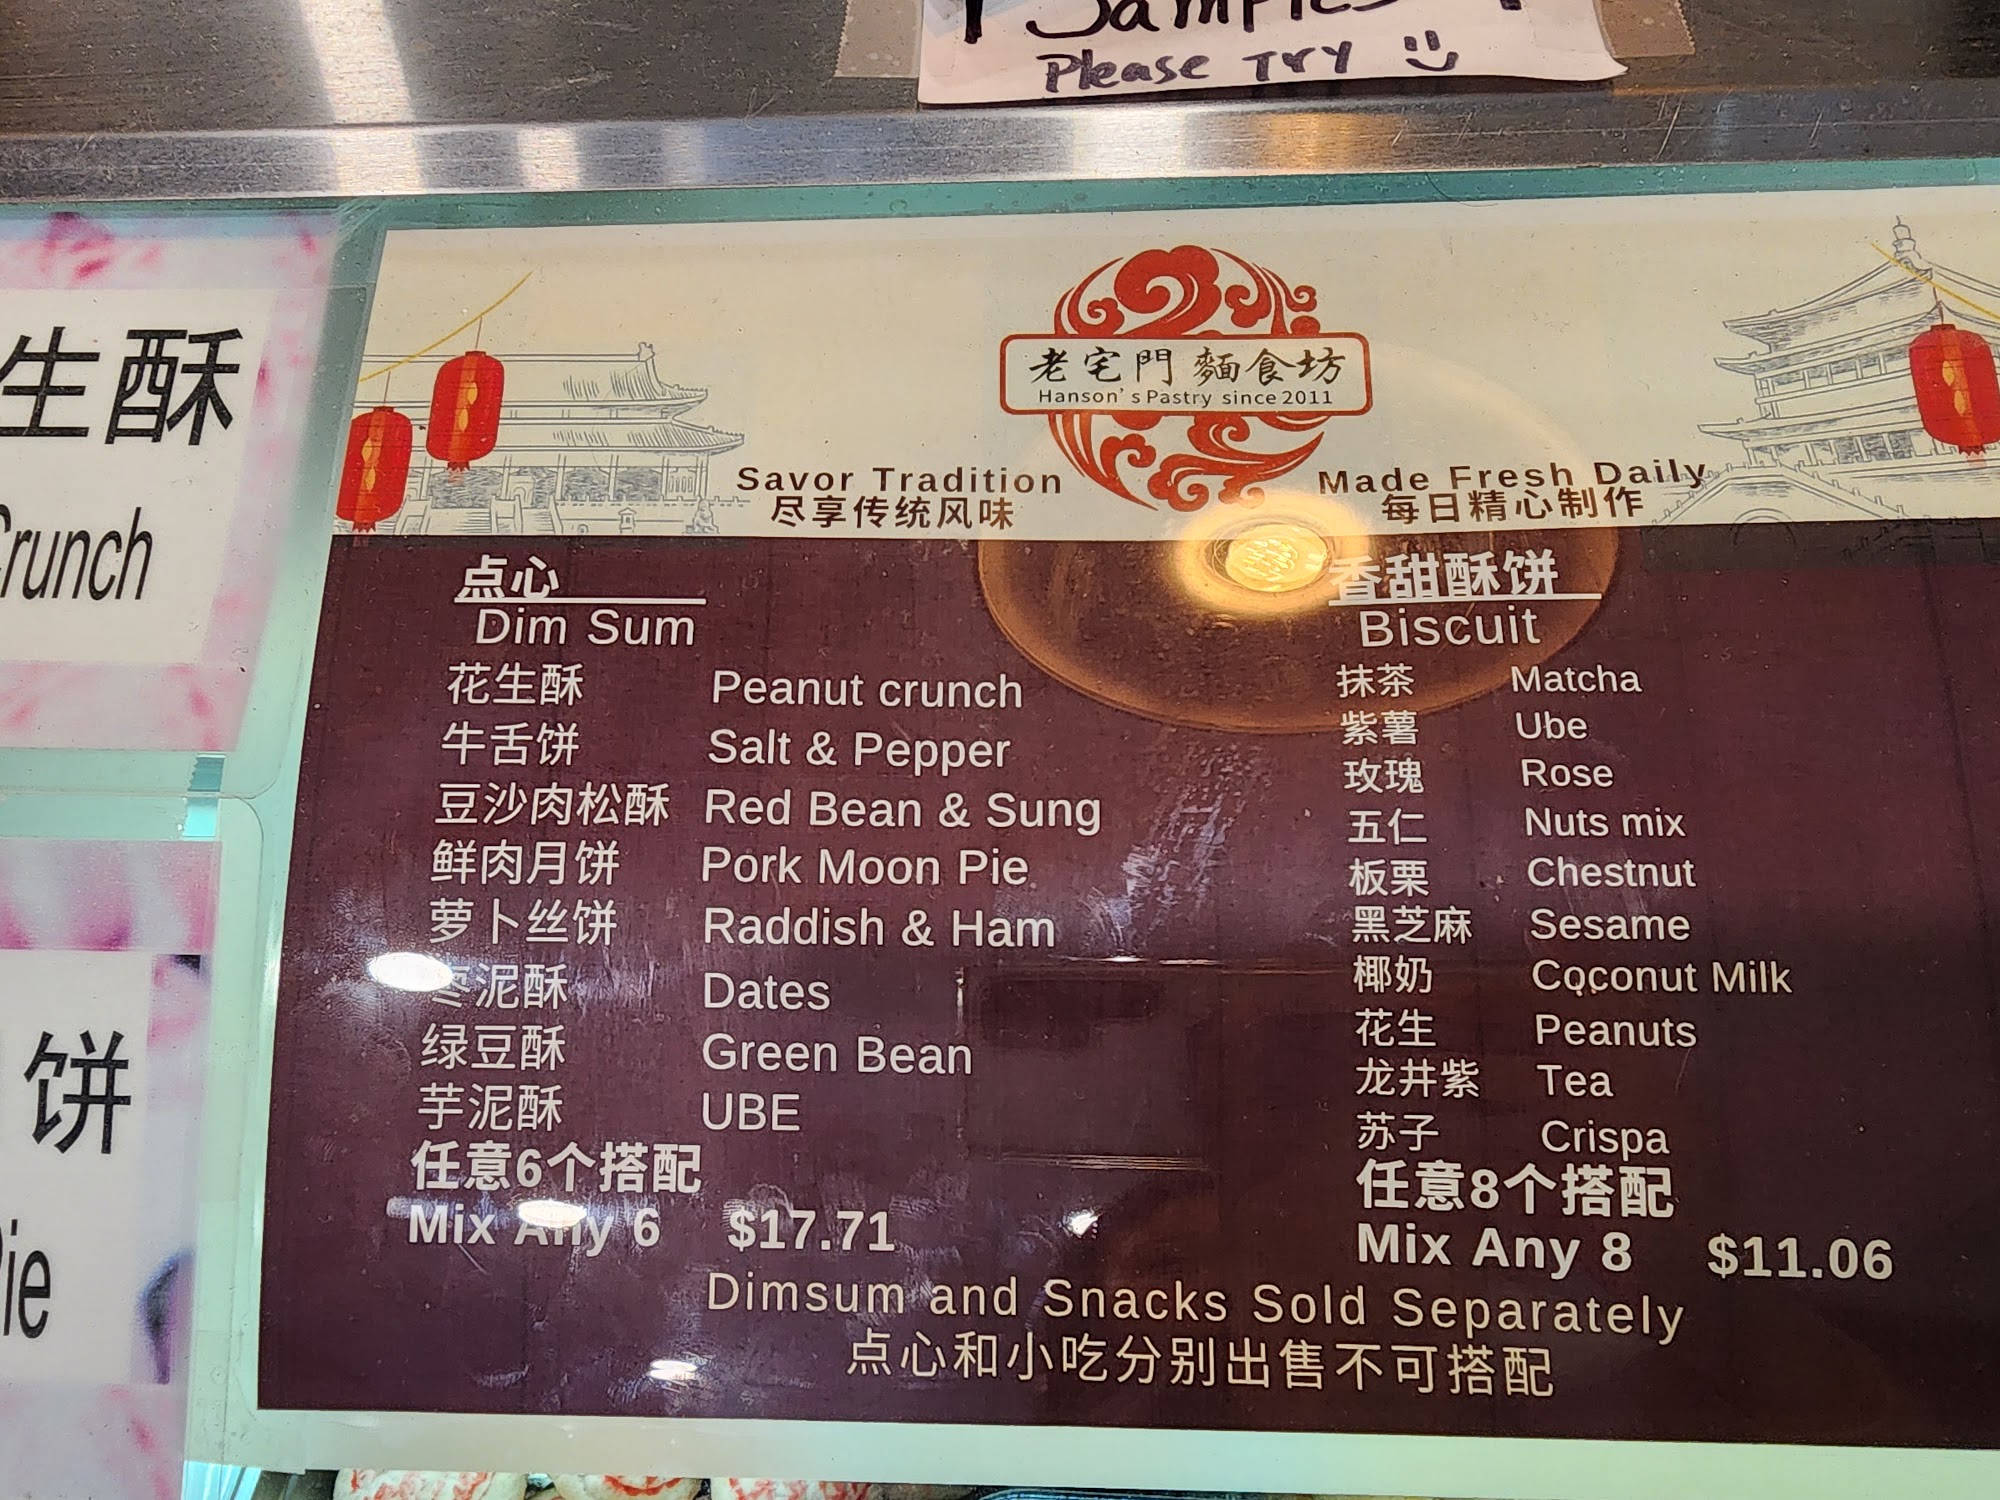 Samples
Please Try
生酥
Crunch
饼
Pie
老宅門 麵食坊
Hanson's Pastry since 2011
Savor Tradition
尽享传统风味
Made Fresh Daily
每日精心制作
点心
Dim Sum
花生酥 Peanut crunch
牛舌饼 Salt & Pepper
豆沙肉松酥 Red Bean & Sung
鲜肉月饼 Pork Moon Pie
萝卜丝饼 Raddish & Ham
枣泥酥 Dates
绿豆酥 Green Bean
芋泥酥 UBE
任意6个搭配
Mix Any 6 $17.71
香甜酥饼
Biscuit
抹茶 Matcha
紫薯 Ube
玫瑰 Rose
五仁 Nuts mix
板栗 Chestnut
黑芝麻 Sesame
椰奶 Coconut Milk
花生 Peanuts
龙井紫 Tea
苏子 Crispa
任意8个搭配
Mix Any 8 $11.06
Dimsum and Snacks Sold Separately
点心和小吃分别出售不可搭配